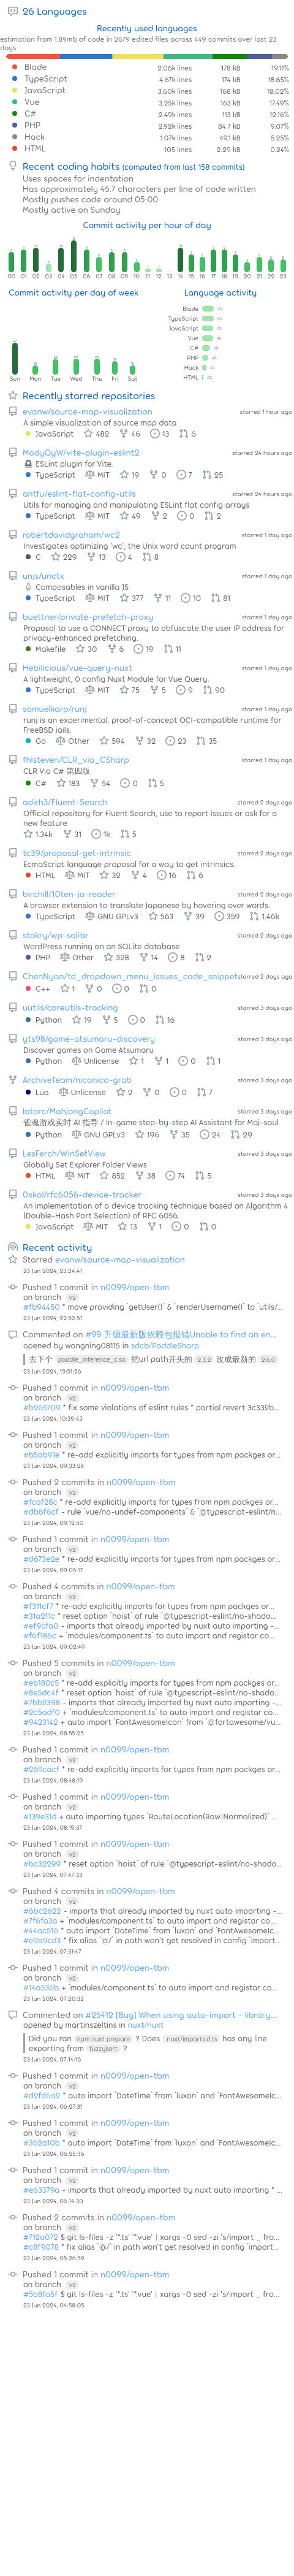 26 Languages
Recently used languages
estimation from 1.89mb of code in 2679 edited files across 449 commits over last 23
days
Blade 2.06k lines 178 kB 19.11%
TypeScript 4.67k lines 174 kB 18.65%
JavaScript 3.60k lines 168 kB 18.02%
Vue 3.25k lines 163 kB 17.49%
C# 2.49k lines 113 kB 12.16%
PHP 2.92k lines 84.7 kB 9.07%
Hack 1.07k lines 49.1 kB 5.25%
HTML 105 lines 2.29 kB 0.24%
Recent coding habits (computed from last 158 commits)
Uses spaces for indentation
Has approximately 45.7 characters per line of code written
Mostly pushes code around 05:00
Mostly active on Sunday
Commit activity per hour of day
00 01 02 03 04 05 06 07 08 09 10 11 12 13 14 15 16 17 18 19 20 21 22 23
Commit activity per day of week
Sun Mon Tue Wed Thu Fri Sat
Language activity
Blade
TypeScript
JavaScript
Vue
C#
PHP
Hack
HTML
Recently starred repositories
evanw/source-map-visualization starred 1 hour ago
A simple visualization of source map data
JavaScript 482 46 13 6
ModyQyW/vite-plugin-eslint2 starred 24 hours ago
ESLint plugin for Vite.
TypeScript MIT 19 0 7 25
antfu/eslint-flat-config-utils starred 24 hours ago
Utils for managing and manipulating ESLint flat config arrays
TypeScript MIT 49 2 0 2
robertdavidgraham/wc2 starred 1 day ago
Investigates optimizing 'wc', the Unix word count program
C 229 13 4 8
unjs/unctx starred 1 day ago
Composables in vanilla JS
TypeScript MIT 377 11 10 81
buettner/private-prefetch-proxy starred 1 day ago
Proposal to use a CONNECT proxy to obfuscate the user IP address for
privacy-enhanced prefetching.
Makefile 30 6 19 11
Hebilicious/vue-query-nuxt starred 1 day ago
A lightweight, 0 config Nuxt Module for Vue Query.
TypeScript MIT 75 5 9 90
samuelkarp/runj starred 1 day ago
runj is an experimental, proof-of-concept OCI-compatible runtime for
FreeBSD jails.
Go Other 594 32 23 35
fhlsteven/CLR_via_CSharp starred 1 day ago
CLR Via C# 第四版
C# 183 54 0 5
adirh3/Fluent-Search starred 2 days ago
Official repository for Fluent Search, use to report issues or ask for a
new feature
1.34k 31 1k 5
tc39/proposal-get-intrinsic starred 2 days ago
EcmaScript language proposal for a way to get intrinsics.
HTML MIT 32 4 16 6
birchill/10ten-ja-reader starred 2 days ago
A browser extension to translate Japanese by hovering over words.
TypeScript GNU GPLv3 563 39 359 1.46k
stokry/wp-sqlite starred 2 days ago
WordPress running on an SQLite database
PHP Other 328 14 8 2
ChenNyan/td_dropdown_menu_issues_code_snippet starred 2 days ago
C++ 1 0 0 0
uutils/coreutils-tracking starred 3 days ago
Python 19 5 0 16
yts98/game-atsumaru-discovery starred 3 days ago
Discover games on Game Atsumaru
Python Unlicense 1 1 0 1
ArchiveTeam/niconico-grab starred 3 days ago
Lua Unlicense 2 0 0 7
latorc/MahjongCopilot starred 3 days ago
雀魂游戏实时 AI 指导 / In-game step-by-step AI Assistant for Maj-soul
Python GNU GPLv3 196 35 24 29
LesFerch/WinSetView starred 3 days ago
Globally Set Explorer Folder Views
HTML MIT 852 38 74 5
0xkol/rfc6056-device-tracker starred 3 days ago
An implementation of a device tracking technique based on Algorithm 4
(Double-Hash Port Selection) of RFC 6056.
JavaScript MIT 13 1 0 0
Recent activity
Starred evanw/source-map-visualization
23 Jun 2024, 23:24:41
Pushed 1 commit in n0099/open-tbm
on branch v2
#fb94450 * move providing `getUser()` & `renderUsername()` to `utils/...
23 Jun 2024, 22:52:51
Commented on #99 升级最新版依赖包报错Unable to find an en...
opened by wangning08115 in sdcb/PaddleSharp
去下个 paddle_inference_c.so 把url path开头的 2.3.2 改成最新的 2.6.0
23 Jun 2024, 19:51:26
Pushed 1 commit in n0099/open-tbm
on branch v2
#b265709 * fix some violations of eslint rules * partial revert 3c332b...
23 Jun 2024, 10:39:43
Pushed 1 commit in n0099/open-tbm
on branch v2
#b5ab91e * re-add explicitly imports for types from npm packages or...
23 Jun 2024, 09:33:28
Pushed 2 commits in n0099/open-tbm
on branch v2
#fcaf28c * re-add explicitly imports for types from npm packages or...
#db6f6cf - rule `vue/no-undef-components` & `@typescript-eslint/n...
23 Jun 2024, 09:12:50
Pushed 1 commit in n0099/open-tbm
on branch v2
#d673e2e * re-add explicitly imports for types from npm packages or...
23 Jun 2024, 09:05:17
Pushed 4 commits in n0099/open-tbm
on branch v2
#f311cf7 * re-add explicitly imports for types from npm packages or...
#31a211c * reset option `hoist` of rule `@typescript-eslint/no-shado...
#ef9cfa0 - imports that already imported by nuxt auto importing -...
#f6f186c + `modules/component.ts` to auto import and register co...
23 Jun 2024, 09:02:49
Pushed 5 commits in n0099/open-tbm
on branch v2
#eb180c5 * re-add explicitly imports for types from npm packages or...
#8e5dc4f * reset option `hoist` of rule `@typescript-eslint/no-shado...
#7bb2398 - imports that already imported by nuxt auto importing -...
#2c5adf0 + `modules/component.ts` to auto import and register co...
#9423142 + auto import `FontAwesomeIcon` from `@fortawesome/vu...
23 Jun 2024, 08:55:25
Pushed 1 commit in n0099/open-tbm
on branch v2
#269cacf * re-add explicitly imports for types from npm packages or...
23 Jun 2024, 08:48:19
Pushed 1 commit in n0099/open-tbm
on branch v2
#139e31d + auto importing types `RouteLocation(Raw|Normalized)` ...
23 Jun 2024, 08:19:37
Pushed 1 commit in n0099/open-tbm
on branch v2
#bc32299 * reset option `hoist` of rule `@typescript-eslint/no-shado...
23 Jun 2024, 07:47:33
Pushed 4 commits in n0099/open-tbm
on branch v2
#6bc2622 - imports that already imported by nuxt auto importing -...
#7f6fa3a + `modules/component.ts` to auto import and register co...
#44ac516 * auto import `DateTime` from `luxon` and `FontAwesomeIc...
#e9a9cd3 * fix alias `@/` in path won't get resolved in config `import...
23 Jun 2024, 07:31:47
Pushed 1 commit in n0099/open-tbm
on branch v2
#14a536b + `modules/component.ts` to auto import and register co...
23 Jun 2024, 07:20:32
Commented on #25412 [Bug] When using auto-import - library...
opened by martinszeltins in nuxt/nuxt
Did you ran npm nuxt prepare ? Does .nuxt/imports.d.ts has any line
exporting from fuzzysort ?
23 Jun 2024, 07:14:16
Pushed 1 commit in n0099/open-tbm
on branch v2
#d2fd6a2 * auto import `DateTime` from `luxon` and `FontAwesomeIc...
23 Jun 2024, 06:27:31
Pushed 1 commit in n0099/open-tbm
on branch v2
#362a10b * auto import `DateTime` from `luxon` and `FontAwesomeIc...
23 Jun 2024, 06:25:36
Pushed 1 commit in n0099/open-tbm
on branch v2
#e63379a - imports that already imported by nuxt auto importing * ...
23 Jun 2024, 06:14:30
Pushed 2 commits in n0099/open-tbm
on branch v2
#712a072 $ git ls-files -z '*.ts' '*.vue' | xargs -0 sed -zi 's/import _ fro...
#c8f9078 * fix alias `@/` in path won't get resolved in config `import...
23 Jun 2024, 05:26:59
Pushed 1 commit in n0099/open-tbm
on branch v2
#5b8fa5f $ git ls-files -z '*.ts' '*.vue' | xargs -0 sed -zi 's/import _ fro...
23 Jun 2024, 04:58:05